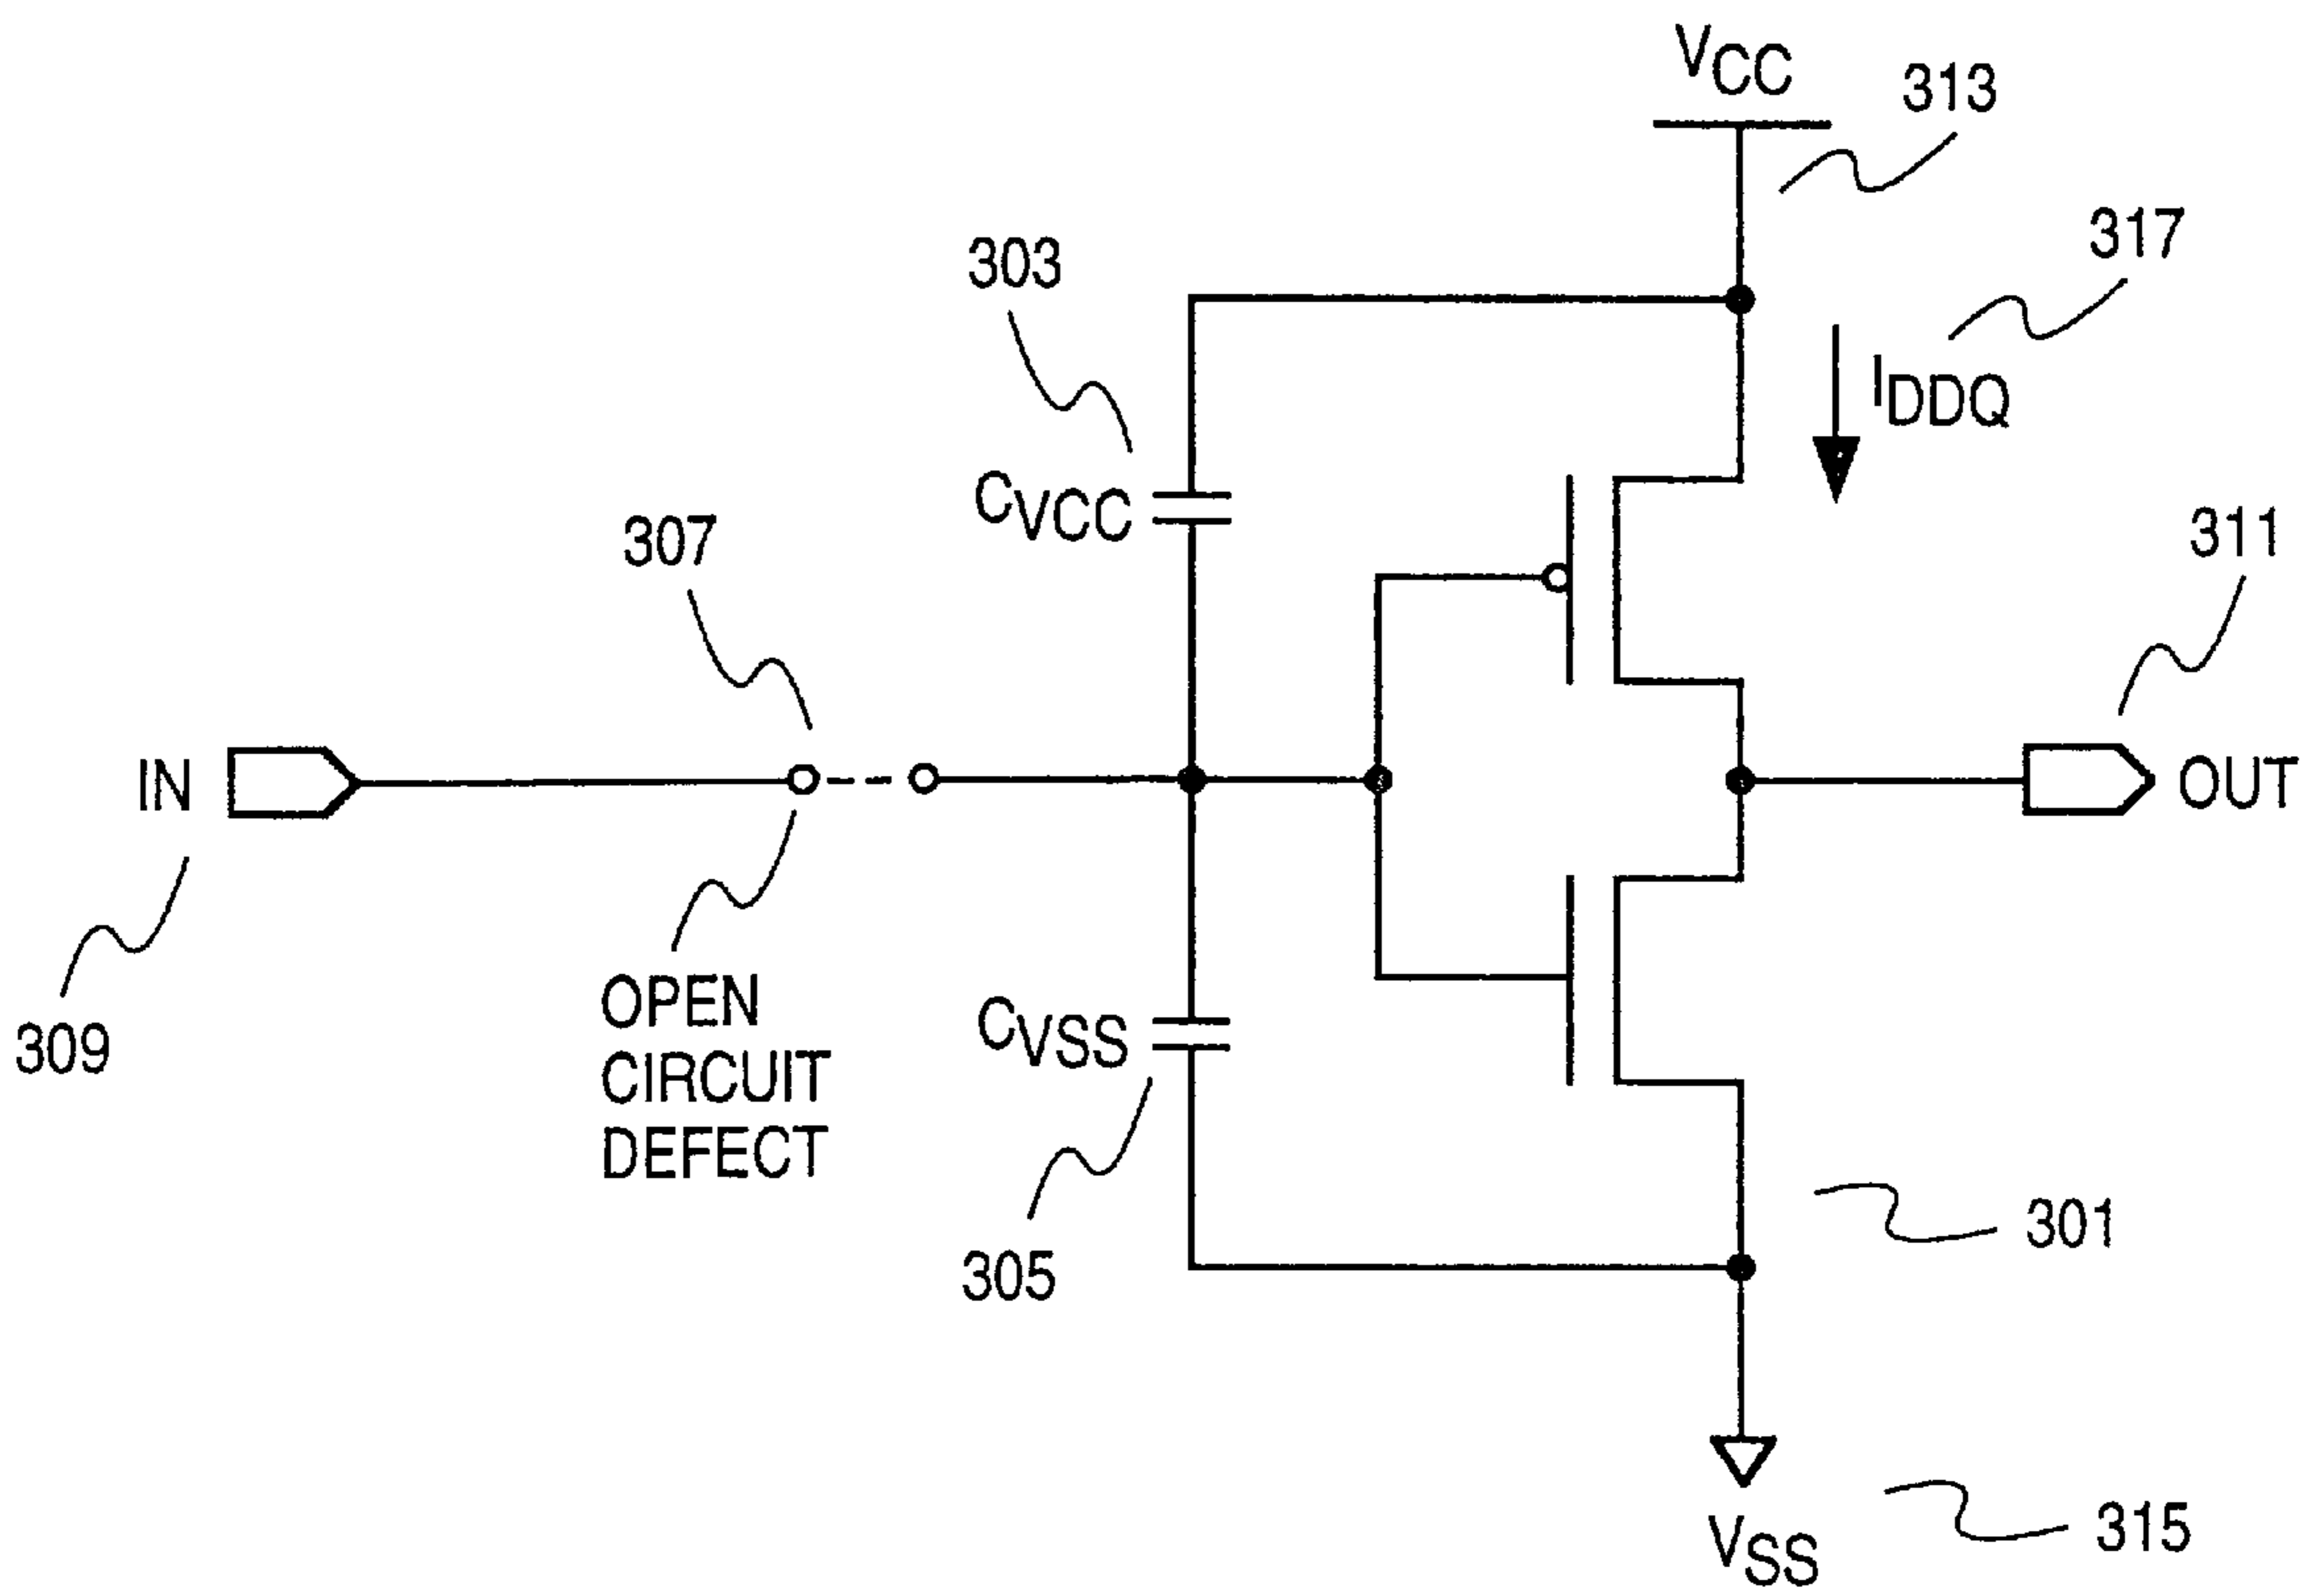 VCC
313
317
303
IDDQ
CVCC
307
311
IN
OUT
309
OPEN
CIRCUIT
DEFECT
CVSS
305
301
VSS
315